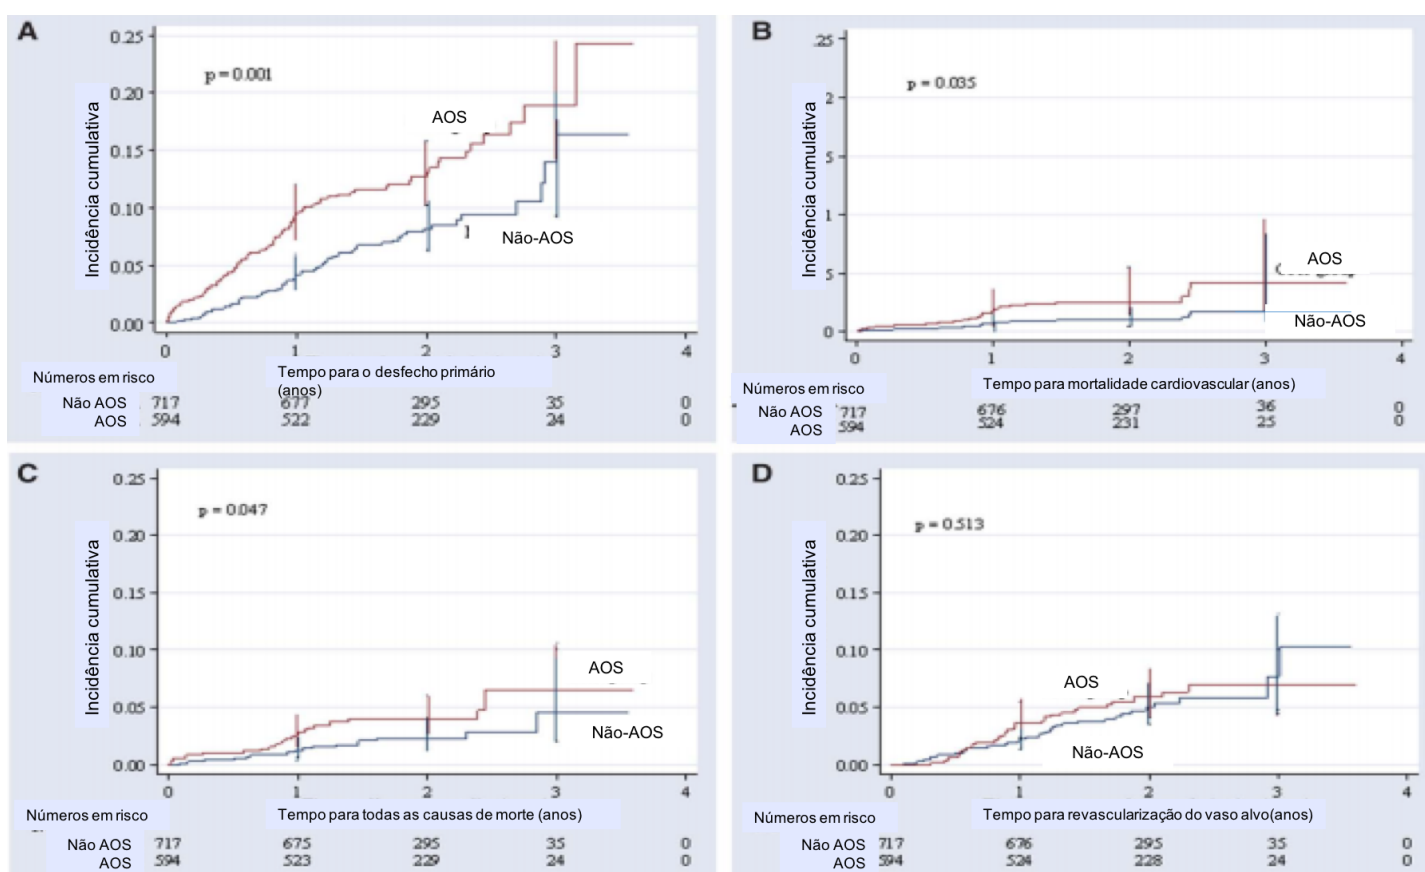 A
0.25
p = 0.001
0.20
AOS
0.15
0.10
Não-AOS
0.05
0.00
Incidência cumulativa
0 1 2 3 4
Números em risco
Tempo para o desfecho primário
(anos)
Não AOS 717 677 295 35 0
AOS 594 522 229 24 0
B
.25
p = 0.035
2
5
1
5
AOS
Não-AOS
0
Incidência cumulativa
0 1 2 3 4
Números em risco
Tempo para mortalidade cardiovascular (anos)
Não AOS 717 676 297 36 0
AOS 594 524 231 25 0
C
0.25
p = 0.047
0.20
0.15
0.10
AOS
0.05
Não-AOS
0.00
Incidência cumulativa
0 1 2 3 4
Números em risco
Tempo para todas as causas de morte (anos)
Não AOS 717 675 295 35 0
AOS 594 523 229 24 0
D
0.25
p = 0.513
0.20
0.15
0.10
AOS
0.05
Não-AOS
0.00
Incidência cumulativa
0 1 2 3 4
Números em risco
Tempo para revascularização do vaso alvo(anos)
Não AOS 717 676 295 35 0
AOS 594 524 228 24 0